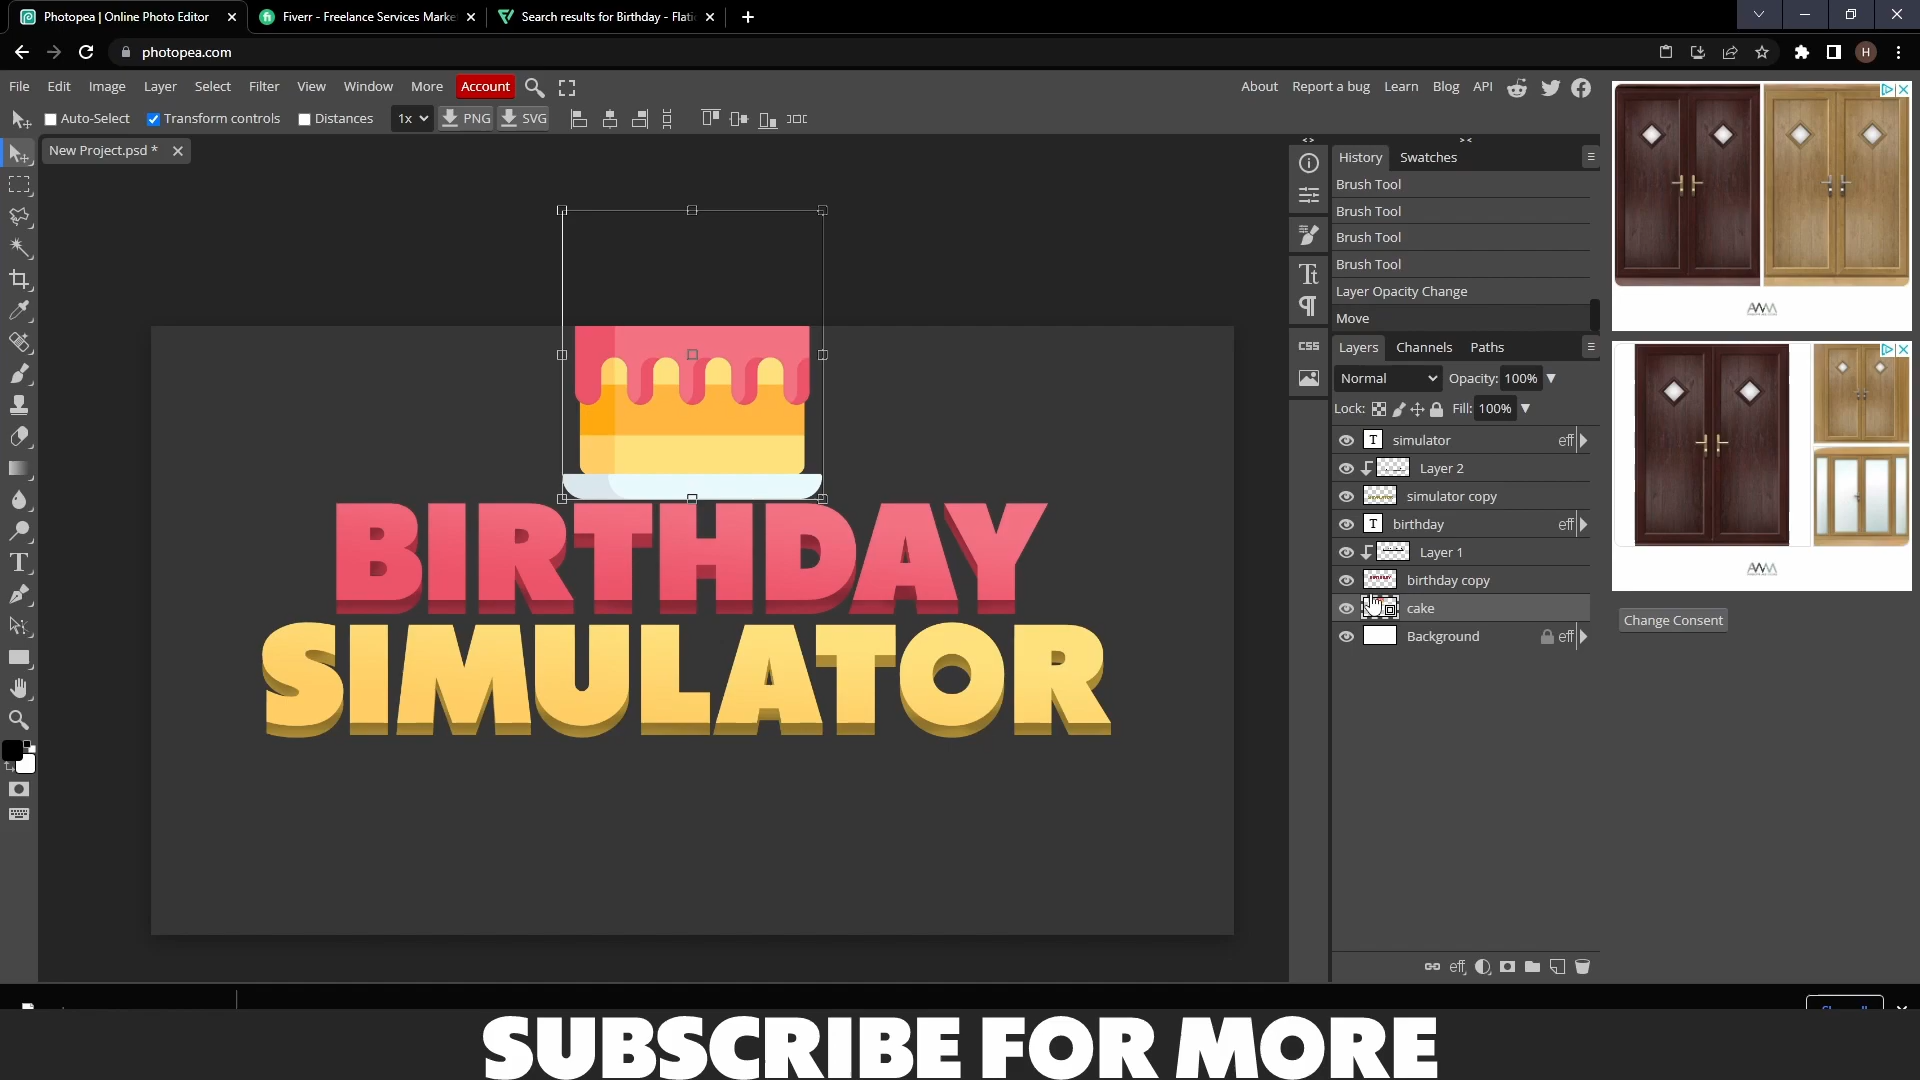 Photopea | Online Photo Editor
Fiverr - Freelance Services Marke
Search results for Birthday - Flati
photopea.com
H
File Edit Image Layer Select Filter View Window More Account
About Report a bug Learn Blog API
Auto-Select Transform controls Distances 1x PNG SVG
New Project.psd *
History Swatches
Brush Tool
Brush Tool
Brush Tool
Brush Tool
Layer Opacity Change
Move
CSS
Layers Channels Paths
Normal Opacity: 100%
Lock: Fill: 100%
T simulator eff
Layer 2
simulator copy
T birthday eff
Layer 1
birthday copy
cake
Background eff
eff
BIRTHDAY
SIMULATOR
Change Consent
SUBSCRIBE FOR MORE